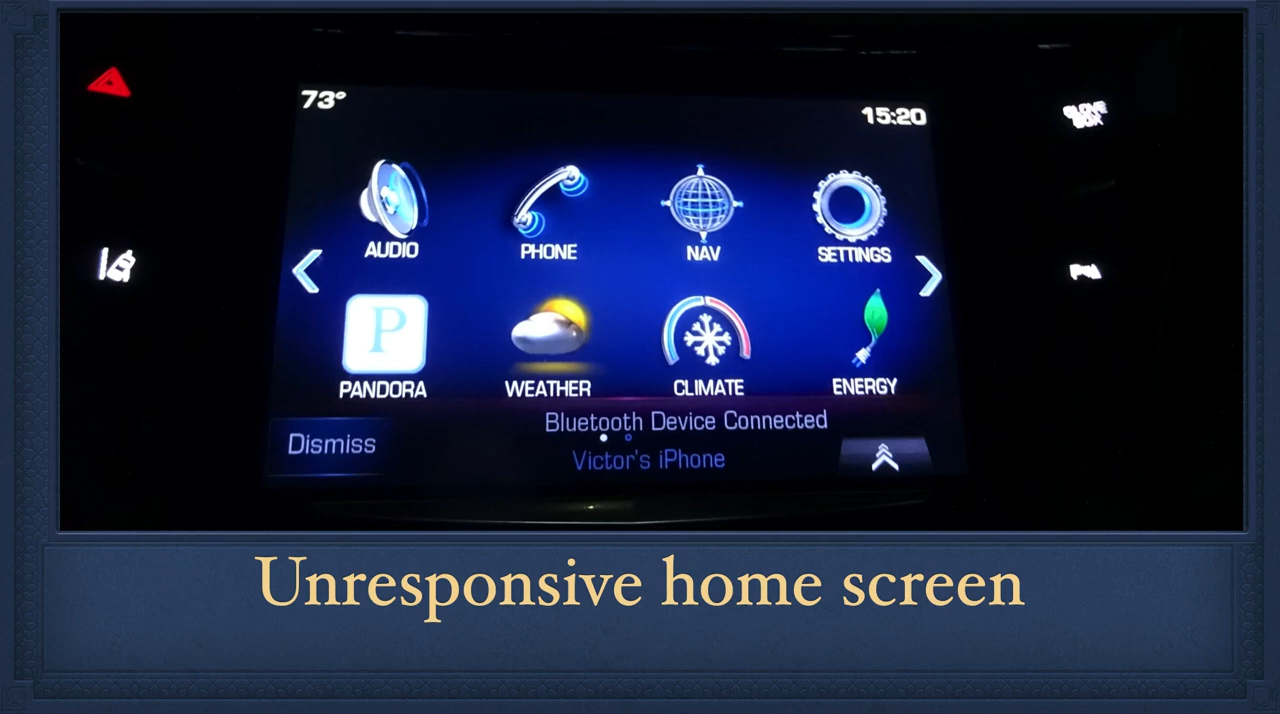 73°
15:20
GLOVE
BOX
AUDIO
PHONE
NAV
SETTINGS
P
PANDORA
WEATHER
CLIMATE
ENERGY
Bluetooth Device Connected
Dismiss
Victor's iPhone
Unresponsive home screen